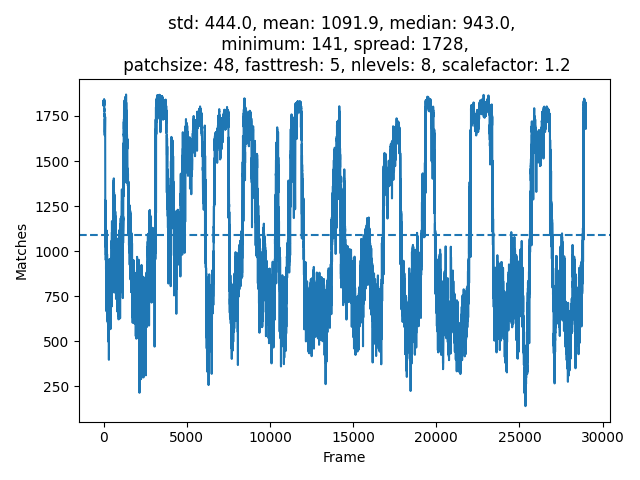 std: 444.0, mean: 1091.9, median: 943.0,
minimum: 141, spread: 1728,
patchsize: 48, fasttresh: 5, nlevels: 8, scalefactor: 1.2
1750
1500
1250
1000
750
500
250
Matches
0 5000 10000 15000 20000 25000 30000
Frame